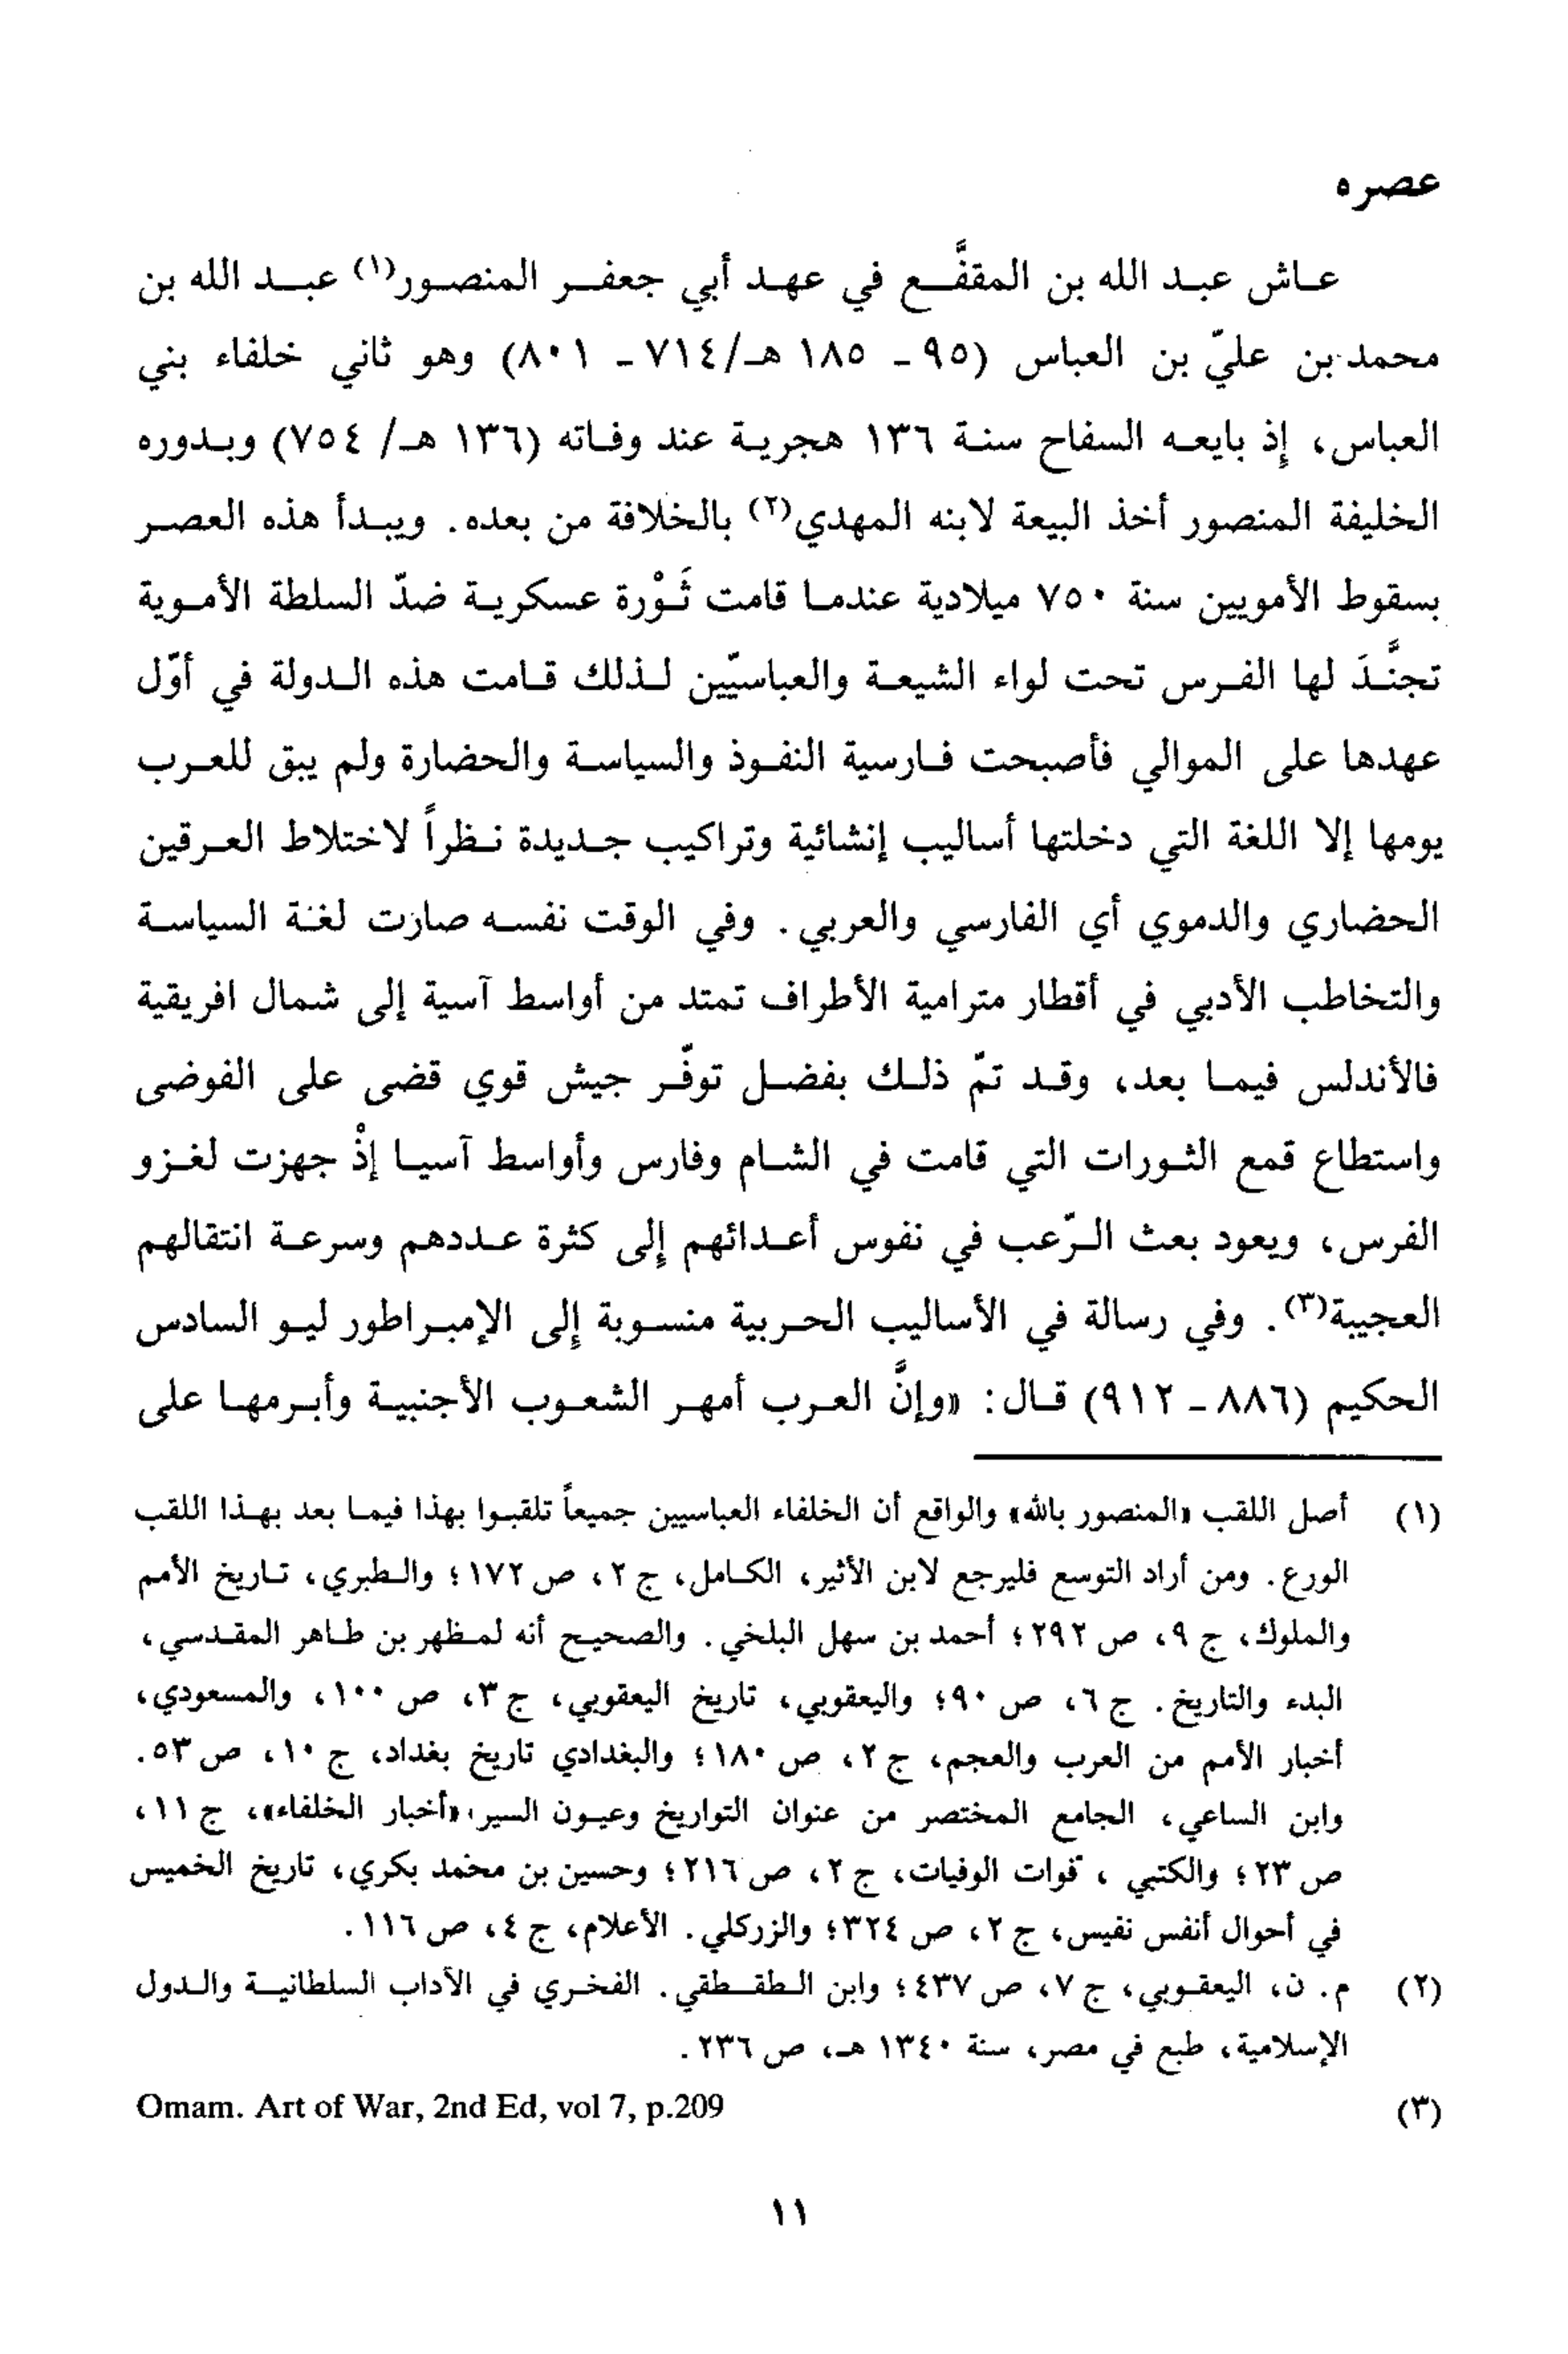 عصره
عاش عبد الله بن المقفَّع في عهد أبي جعفر المنصور(١) عبد الله بن
محمد بن عليّ بن العباس (٩٥ - ١٨٥ هـ/٧١٤ - ٨٠١) وهو ثاني خلفاء بني
العباس، إذ بايعه السفاح سنة ١٣٦ هجرية عند وفاته (١٣٦ هـ/ ٧٥٤) وبدوره
الخليفة المنصور أخذ البيعة لابنه المهدي(٢) بالخلافة من بعده. ويبدأ هذه العصر
بسقوط الأمويين سنة ٧٥٠ ميلادية عندما قامت ثَوْرة عسكرية ضدّ السلطة الأموية
تجنَّدَ لها الفرس تحت لواء الشيعة والعباسيّين لذلك قامت هذه الدولة في أوّل
عهدها على الموالي فأصبحت فارسية النفوذ والسياسة والحضارة ولم يبق للعرب
يومها إلا اللغة التي دخلتها أساليب إنشائية وتراكيب جديدة نظراً لاختلاط العرقين
الحضاري والدموي أي الفارسي والعربي. وفي الوقت نفسه صارت لغة السياسة
والتخاطب الأدبي في أقطار مترامية الأطراف تمتد من أواسط آسية إلى شمال افريقية
فالأندلس فيما بعد، وقد تمّ ذلك بفضل توفّر جيش قوي قضى على الفوضى
واستطاع قمع الثورات التي قامت في الشام وفارس وأواسط آسيا إذْ جهزت لغزو
الفرس، ويعود بعث الرّعب في نفوس أعدائهم إلى كثرة عددهم وسرعة انتقالهم
العجيبة(٣). وفي رسالة في الأساليب الحربية منسوبة إلى الإمبراطور ليو السادس
الحكيم (٨٨٦ - ٩١٢) قال: «وإنَّ العرب أمهر الشعوب الأجنبية وأبرمها على
(١) أصل اللقب «المنصور بالله» والواقع أن الخلفاء العباسيين جميعاً تلقبوا بهذا فيما بعد بهذا اللقب
الورع. ومن أراد التوسع فليرجع لابن الأثير، الكامل، ج ٢، ص ١٧٢؛ والطبري، تاريخ الأمم
والملوك، ج ٩، ص ٢٩٢؛ أحمد بن سهل البلخي. والصحيح أنه لمظهر بن طاهر المقدسي،
البدء والتاريخ. ج ٦، ص ٩٠؛ واليعقوبي، تاريخ اليعقوبي، ج ٣، ص ١٠٠، والمسعودي،
أخبار الأمم من العرب والعجم، ج ٢، ص ١٨٠؛ والبغدادي تاريخ بغداد، ج ١٠، ص ٥٣.
وابن الساعي، الجامع المختصر من عنوان التواريخ وعيون السير، «أخبار الخلفاء»، ج ١١،
ص ٢٣؛ والكتبي ، فوات الوفيات، ج ٢، ص ٢١٦؛ وحسين بن محمد بكري، تاريخ الخميس
في أحوال أنفس نفيس، ج ٢، ص ٣٢٤؛ والزركلي. الأعلام، ج ٤، ص ١١٦.
(٢) م. ن، اليعقوبي، ج ٧، ص ٤٣٧؛ وابن الطقطقي. الفخري في الآداب السلطانية والدول
الإسلامية، طبع في مصر، سنة ١٣٤٠ هـ، ص ٢٣٦.
(٣) Omam. Art of War, 2nd Ed, vol 7, p.209
١١